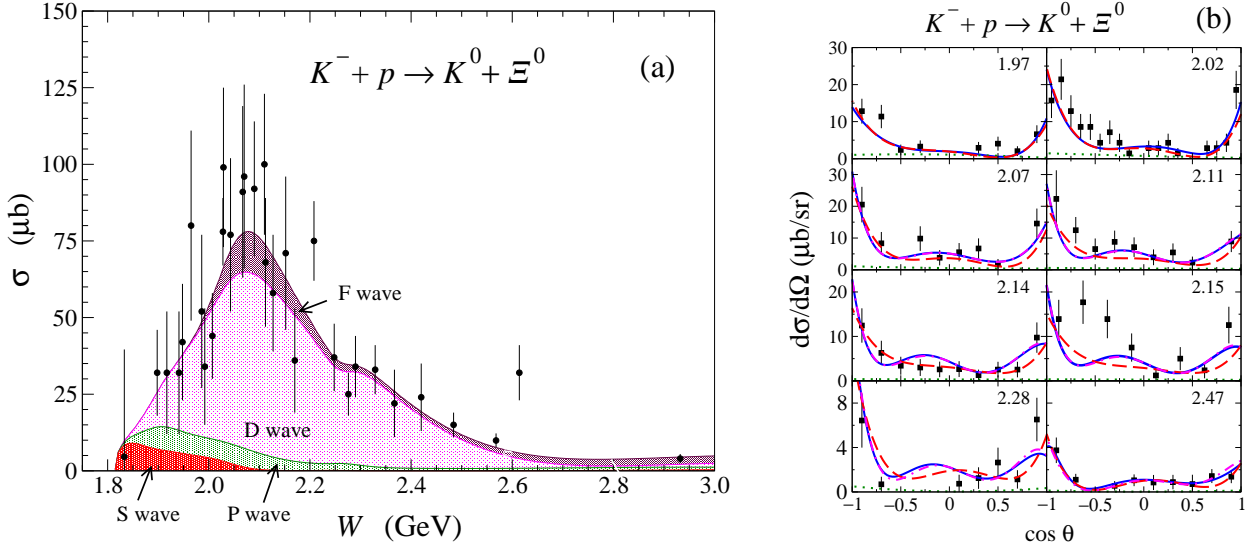 K⁻ + p → K⁰ + Ξ⁰
(a)
150
125
100
75
50
25
0
σ (μb)
F wave
D wave
S wave
P wave
1.8 2.0 2.2 2.4 2.6 2.8 3.0
W (GeV)
K⁻ + p → K⁰ + Ξ⁰
(b)
30
20
10
0
1.97
2.02
30
20
10
0
2.07
2.11
20
10
0
2.14
2.15
8
4
0
2.28
2.47
dσ/dΩ (μb/sr)
−1 −0.5 0 0.5 −1 −0.5 0 0.5 1
cos θ